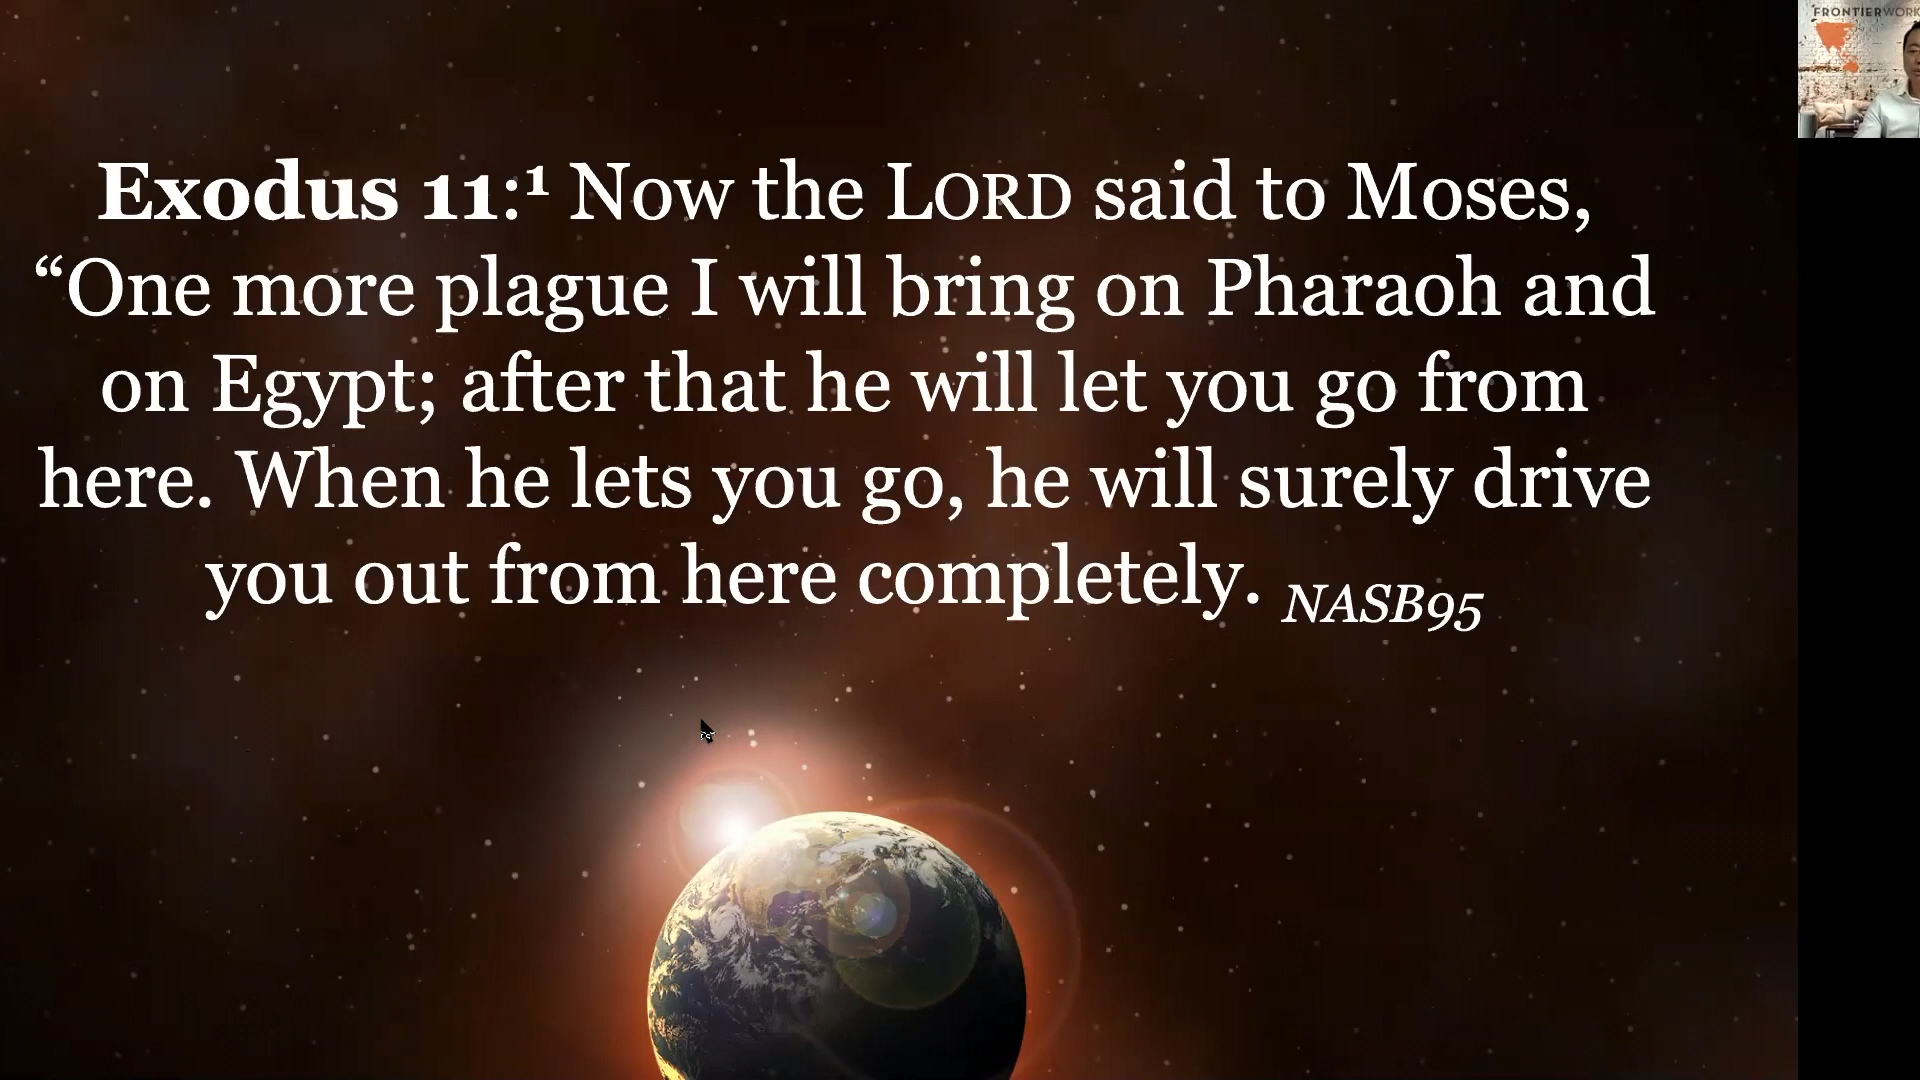 FRONTIERWORK
Exodus 11:¹ Now the LORD said to Moses,
“One more plague I will bring on Pharaoh and
on Egypt; after that he will let you go from
here. When he lets you go, he will surely drive
you out from here completely. NASB95